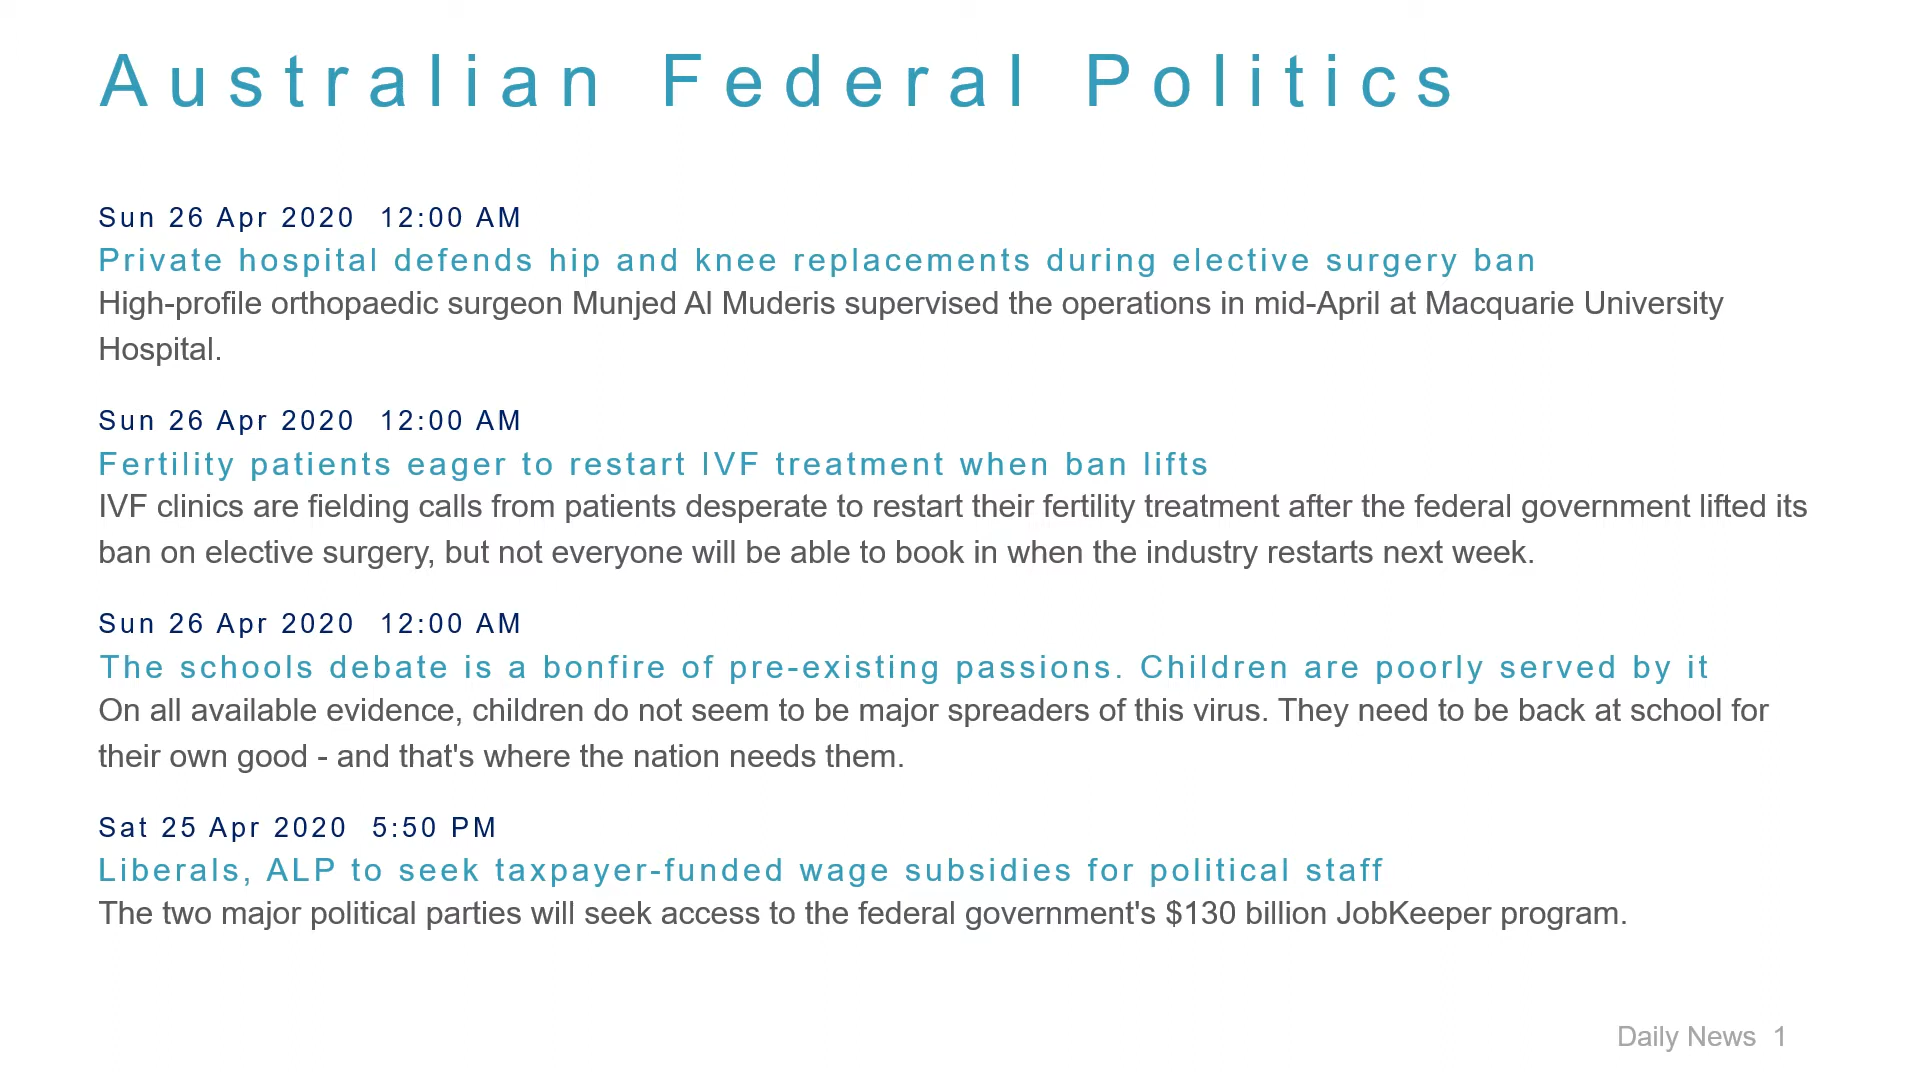 Australian Federal Politics
Sun 26 Apr 2020  12:00 AM
Private hospital defends hip and knee replacements during elective surgery ban
High-profile orthopaedic surgeon Munjed Al Muderis supervised the operations in mid-April at Macquarie University
Hospital.
Sun 26 Apr 2020  12:00 AM
Fertility patients eager to restart IVF treatment when ban lifts
IVF clinics are fielding calls from patients desperate to restart their fertility treatment after the federal government lifted its
ban on elective surgery, but not everyone will be able to book in when the industry restarts next week.
Sun 26 Apr 2020  12:00 AM
The schools debate is a bonfire of pre-existing passions. Children are poorly served by it
On all available evidence, children do not seem to be major spreaders of this virus. They need to be back at school for
their own good - and that's where the nation needs them.
Sat 25 Apr 2020  5:50 PM
Liberals, ALP to seek taxpayer-funded wage subsidies for political staff
The two major political parties will seek access to the federal government's $130 billion JobKeeper program.
Daily News  1